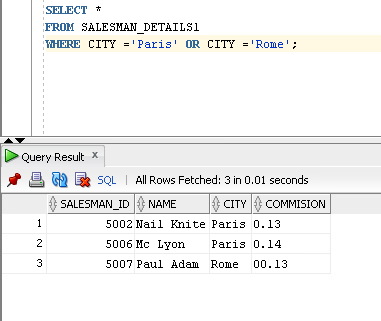 SELECT *
FROM SALESMAN_DETAILS1
WHERE CITY ='Paris' OR CITY ='Rome';
Query Result x
SQL | All Rows Fetched: 3 in 0.01 seconds
SALESMAN_ID NAME CITY COMMISION
1 5002 Nail Knite Paris 0.13
2 5006 Mc Lyon Paris 0.14
3 5007 Paul Adam Rome 00.13